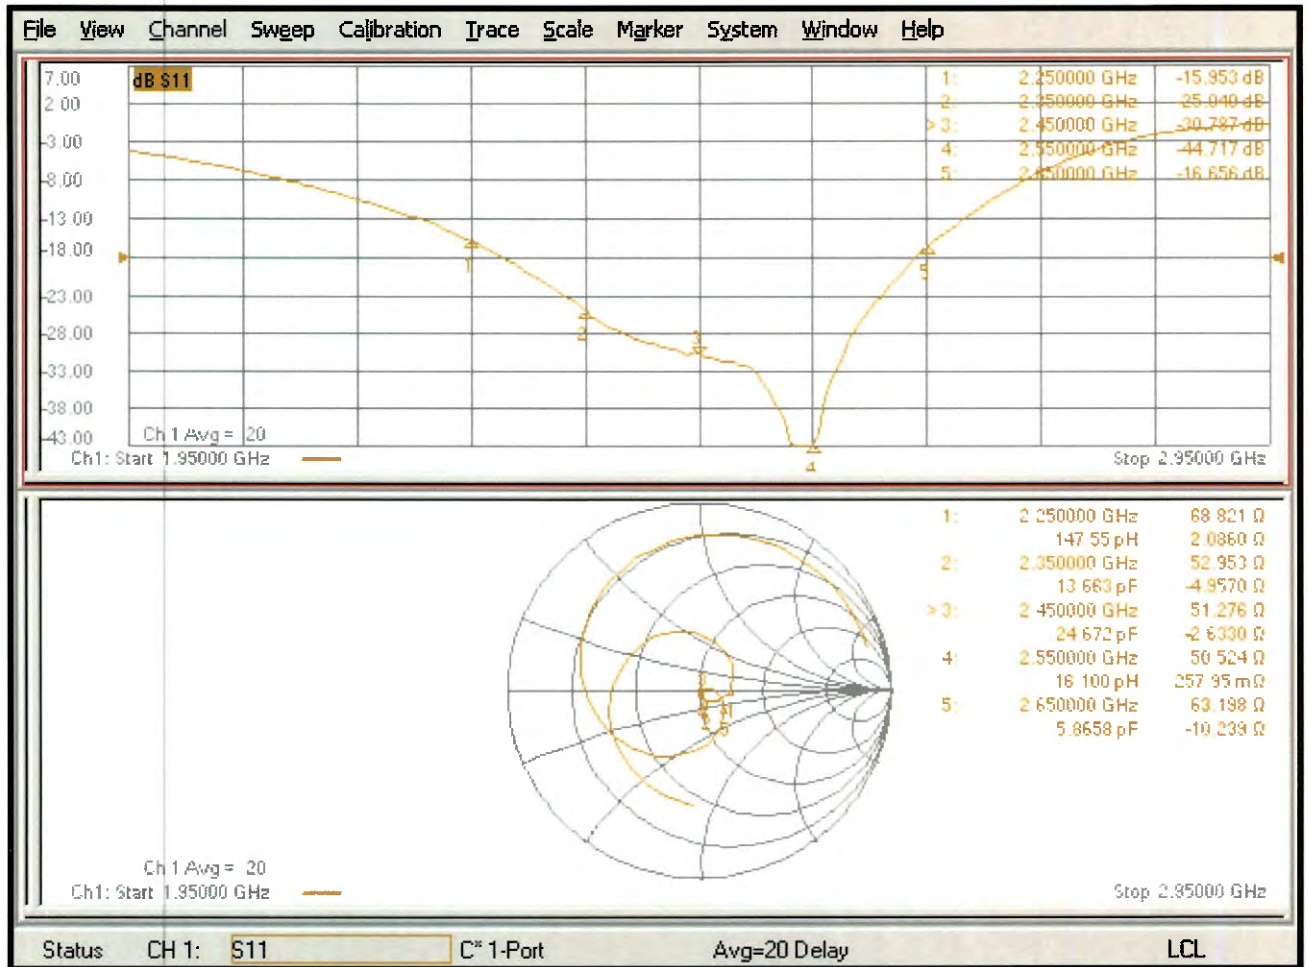 File View Channel Sweep Calibration Trace Scale Marker System Window Help
7.00
2.00
-3.00
-8.00
-13.00
-18.00
-23.00
-28.00
-33.00
-38.00
-43.00
dB S11
1: 2.250000 GHz -15.953 dB
2: 2.350000 GHz -25.040 dB
> 3: 2.450000 GHz -30.787 dB
4: 2.550000 GHz -44.717 dB
5: 2.650000 GHz -16.656 dB
1
2
3
4
5
Ch 1 Avg = 20
Ch1: Start 1.95000 GHz
Stop 2.95000 GHz
1: 2.250000 GHz 68.821 Ω
147.55 pH 2.0860 Ω
2: 2.350000 GHz 52.953 Ω
13.663 pF -4.9570 Ω
> 3: 2.450000 GHz 51.276 Ω
24.672 pF -2.6330 Ω
4: 2.550000 GHz 50.524 Ω
16.100 pH 257.95 mΩ
5: 2.650000 GHz 63.198 Ω
5.8658 pF -10.239 Ω
Ch 1 Avg = 20
Ch1: Start 1.95000 GHz
Stop 2.95000 GHz
Status CH 1: S11 C* 1-Port Avg=20 Delay LCL